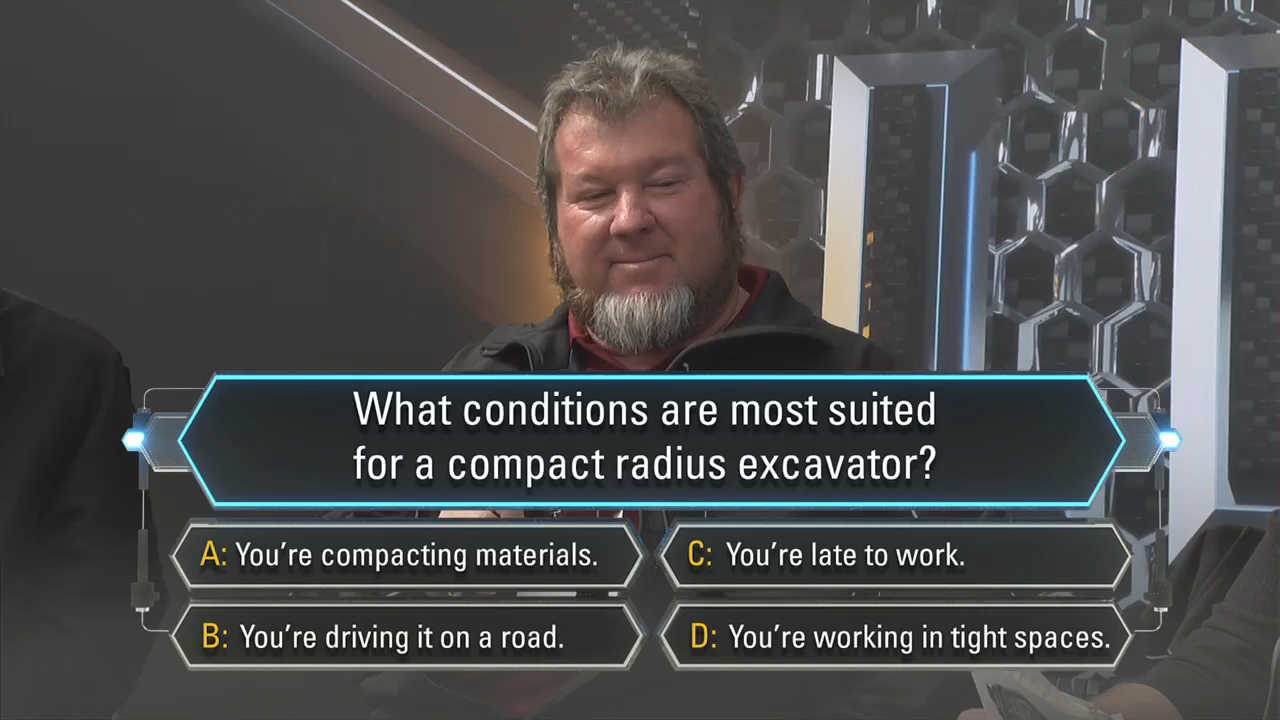 What conditions are most suited
for a compact radius excavator?
A: You're compacting materials.
C: You're late to work.
B: You're driving it on a road.
D: You're working in tight spaces.